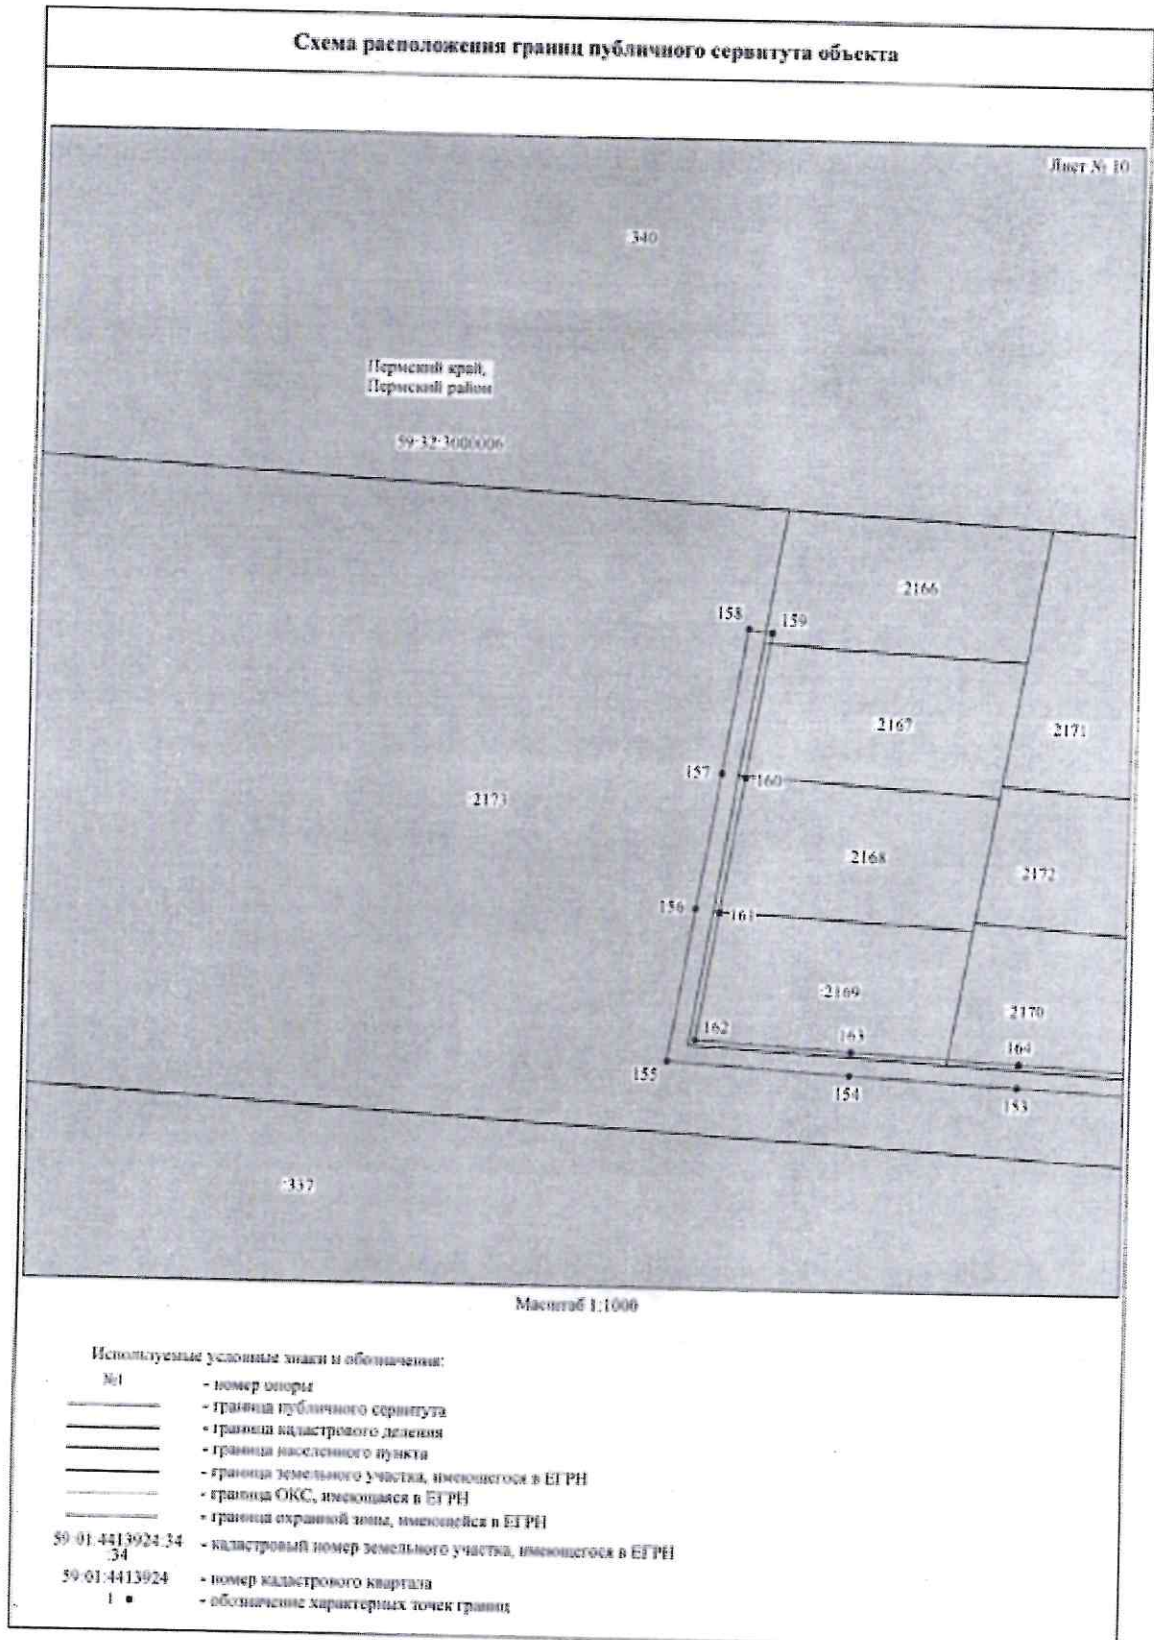 Схема расположения границ публичного сервитута объекта
Лист № 10
:340
Пермский край,
Пермский район
59:32:3000006
:2166
158
159
:2167
:2171
157
160
:2173
:2168
:2172
156
161
:2169
:2170
162
163
164
155
154
153
:337
Масштаб 1:1000
Используемые условные знаки и обозначения:
№1 - номер опоры
- граница публичного сервитута
- граница кадастрового деления
- граница населенного пункта
- граница земельного участка, имеющегося в ЕГРН
- граница ОКС, имеющаяся в ЕГРН
- граница охранной зоны, имеющейся в ЕГРН
59:01:4413924:34
:34 - кадастровый номер земельного участка, имеющегося в ЕГРН
59:01:4413924 - номер кадастрового квартала
1 • - обозначение характерных точек границ